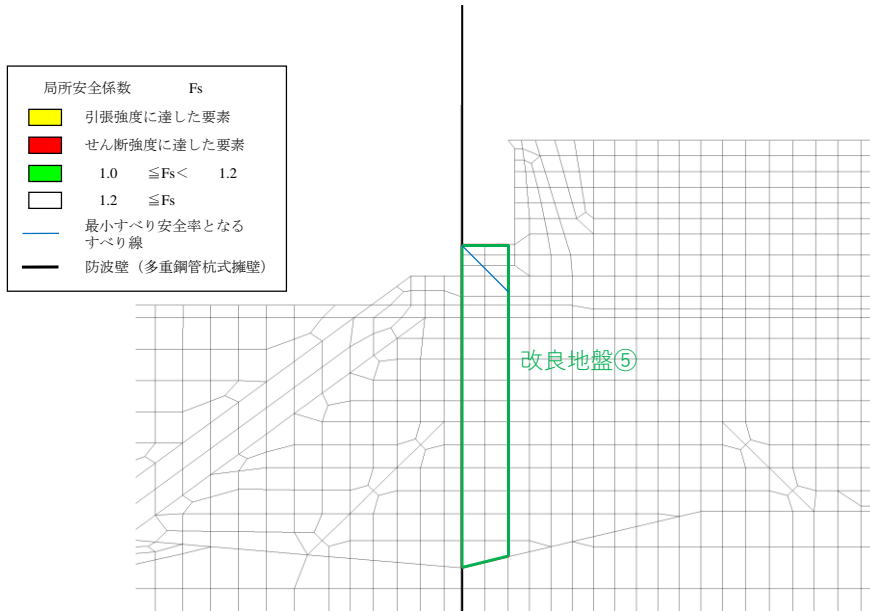 局所安全係数 Fs
引張強度に達した要素
せん断強度に達した要素
1.0 ≦Fs＜ 1.2
1.2 ≦Fs
最小すべり安全率となる
すべり線
防波壁（多重鋼管杭式擁壁）
改良地盤⑤